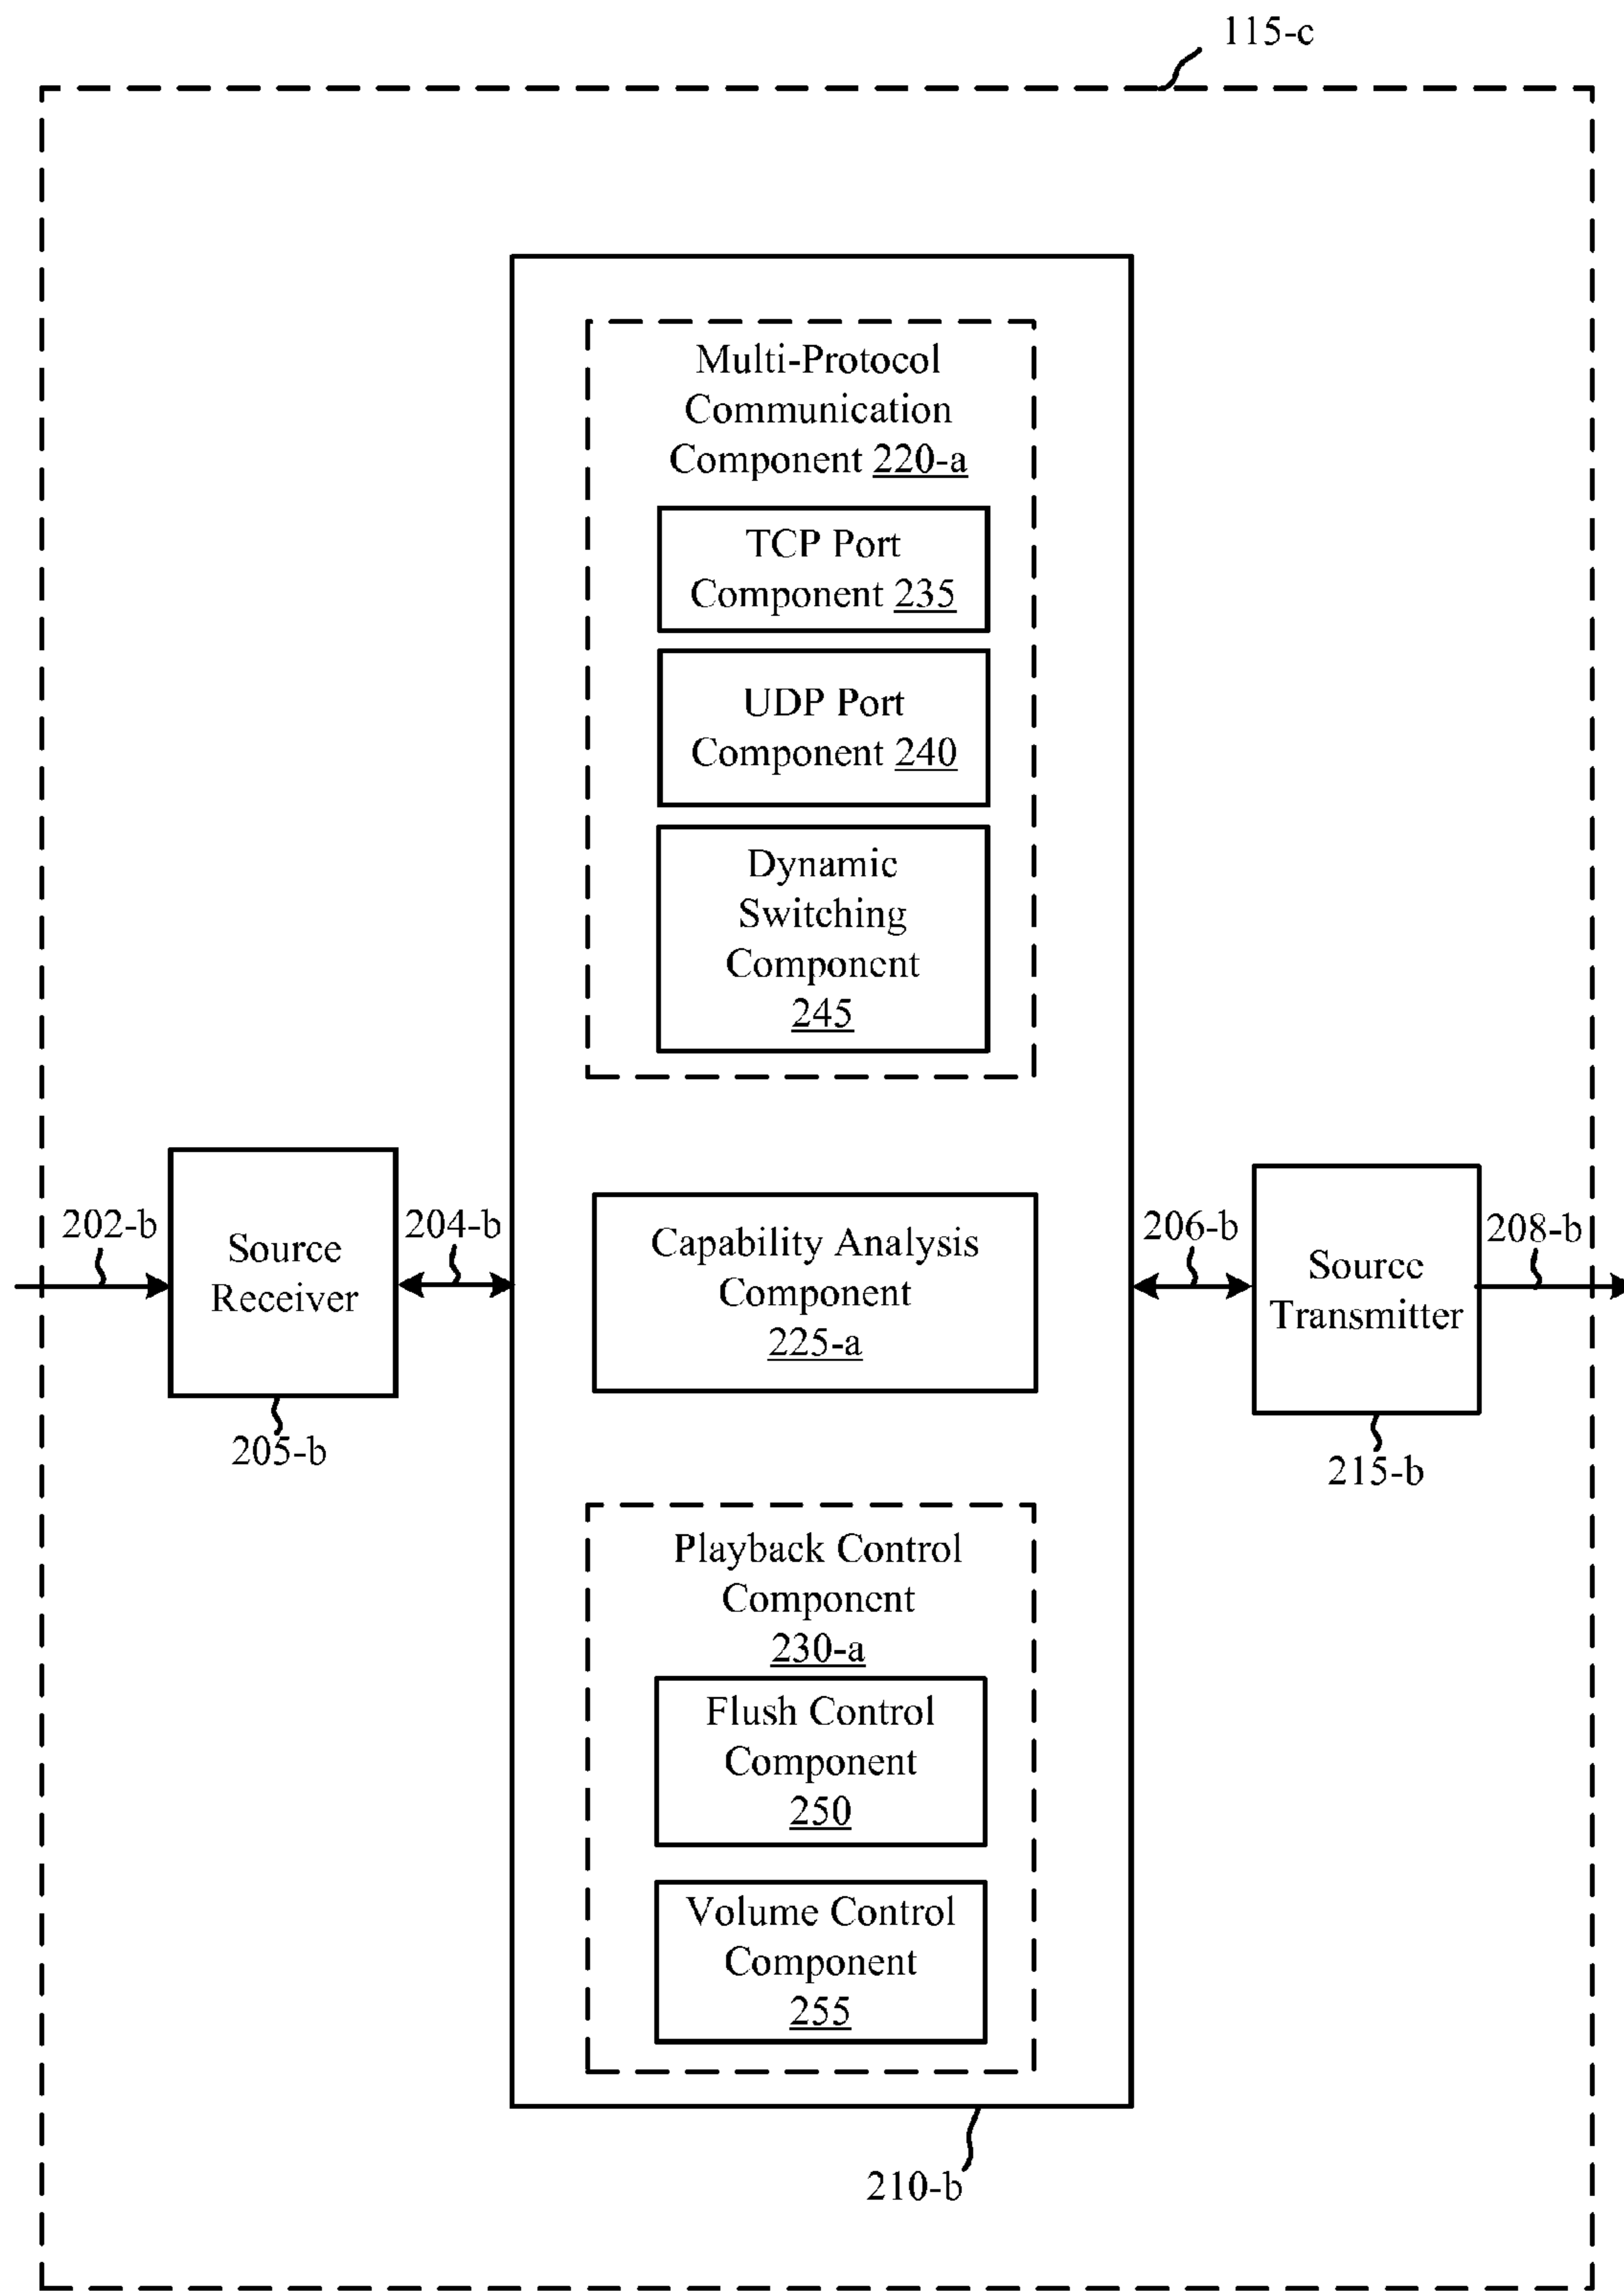 115-c
Multi-Protocol
Communication
Component 220-a
TCP Port
Component 235
UDP Port
Component 240
Dynamic
Switching
Component
245
202-b
Source
Receiver
204-b
205-b
Capability Analysis
Component
225-a
206-b
Source
Transmitter
208-b
215-b
Playback Control
Component
230-a
Flush Control
Component
250
Volume Control
Component
255
210-b